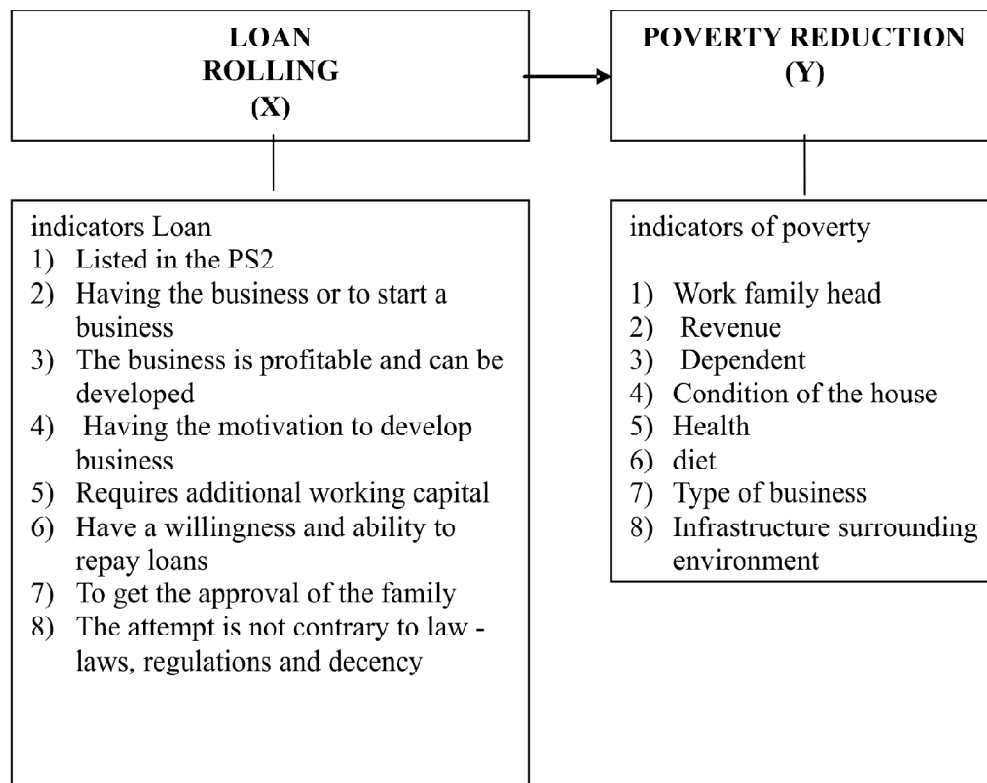 LOAN
ROLLING
(X)
POVERTY REDUCTION
(Y)
indicators Loan
1) Listed in the PS2
2) Having the business or to start a
business
3) The business is profitable and can be
developed
4) Having the motivation to develop
business
5) Requires additional working capital
6) Have a willingness and ability to
repay loans
7) To get the approval of the family
8) The attempt is not contrary to law -
laws, regulations and decency
indicators of poverty
1) Work family head
2) Revenue
3) Dependent
4) Condition of the house
5) Health
6) diet
7) Type of business
8) Infrastructure surrounding
environment